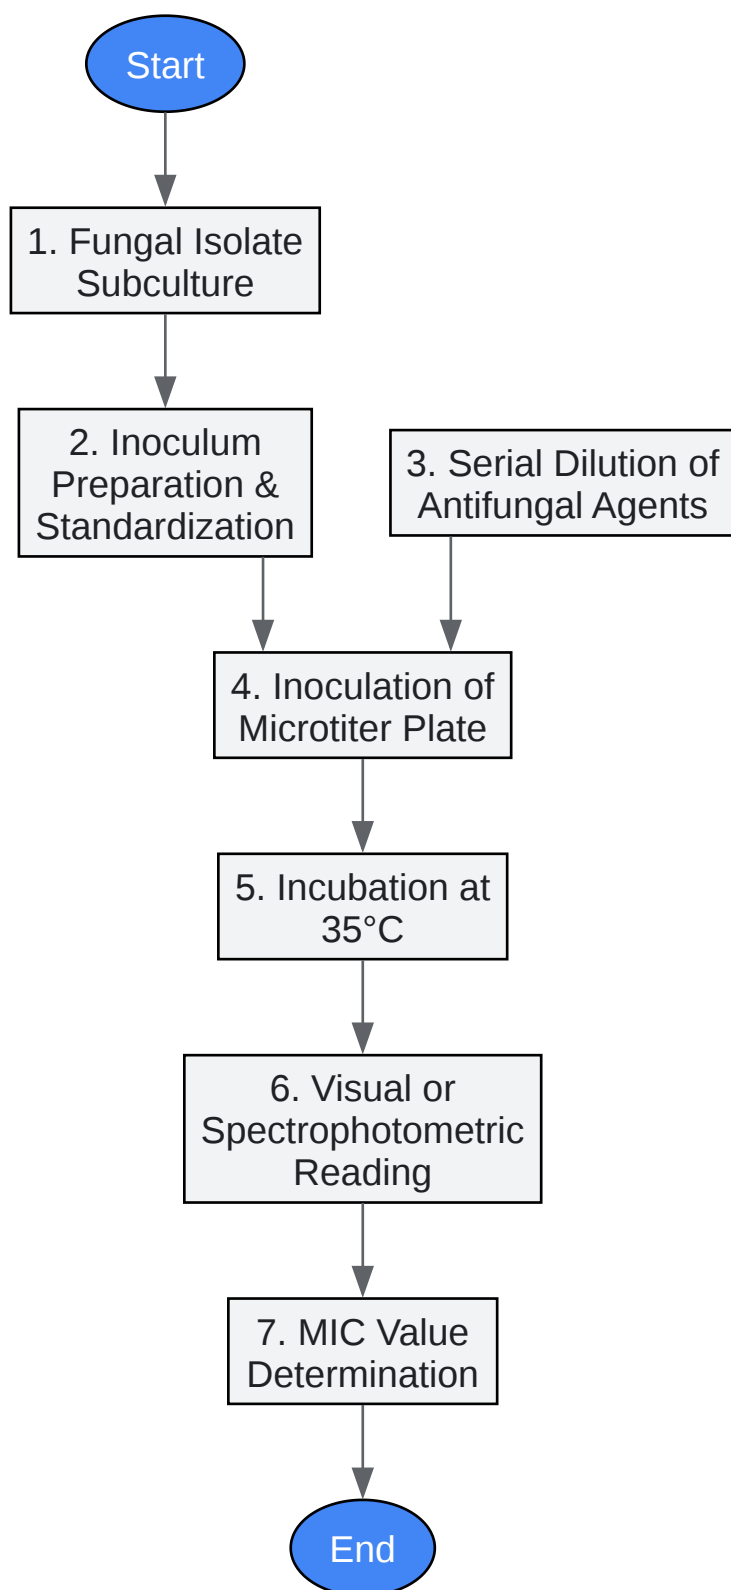 Start
1. Fungal Isolate
Subculture
2. Inoculum
Preparation &
Standardization
3. Serial Dilution of
Antifungal Agents
4. Inoculation of
Microtiter Plate
5. Incubation at
35°C
6. Visual or
Spectrophotometric
Reading
7. MIC Value
Determination
End